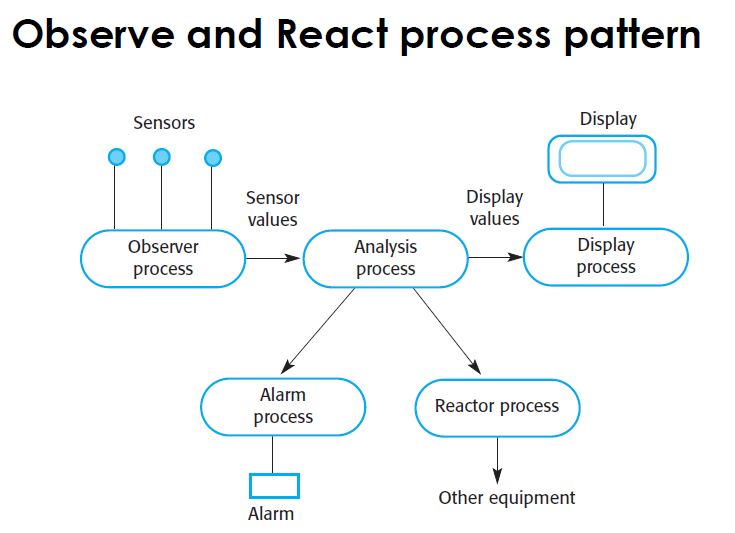 Observe and React process pattern
Sensors
Display
Sensor
values
Display
values
Observer
process
Analysis
process
Display
process
Alarm
process
Reactor process
Other equipment
Alarm